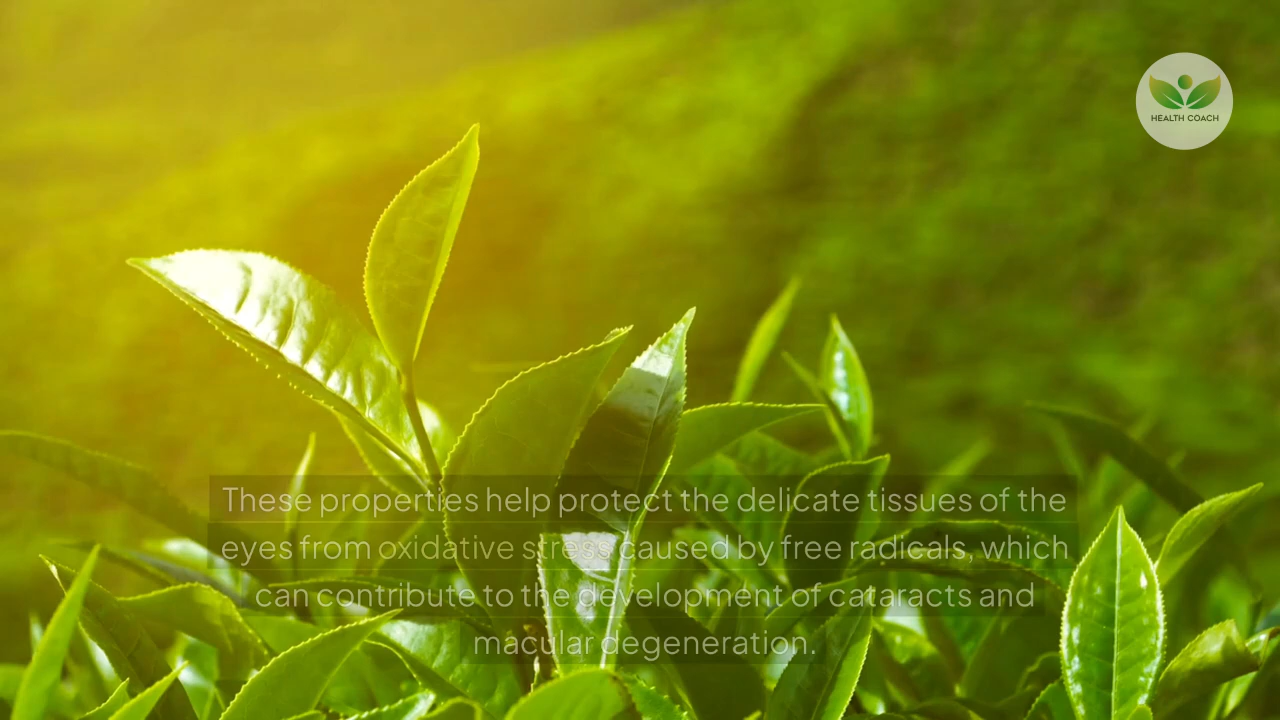 HEALTH COACH
These properties help protect the delicate tissues of the
eyes from oxidative stress caused by free radicals, which
can contribute to the development of cataracts and
macular degeneration.